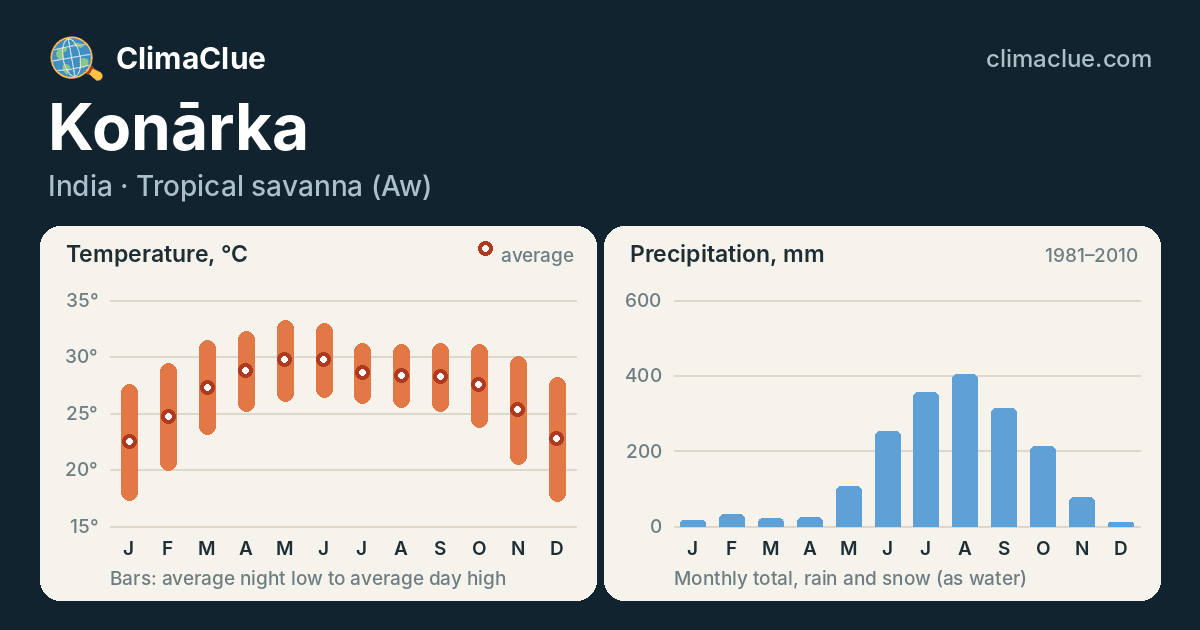 ClimaClue
climaclue.com
Konārka
India · Tropical savanna (Aw)
Temperature, °C
average
35°
30°
25°
20°
15°
J F M A M J J A S O N D
Bars: average night low to average day high
Precipitation, mm
1981–2010
600
400
200
0
J F M A M J J A S O N D
Monthly total, rain and snow (as water)